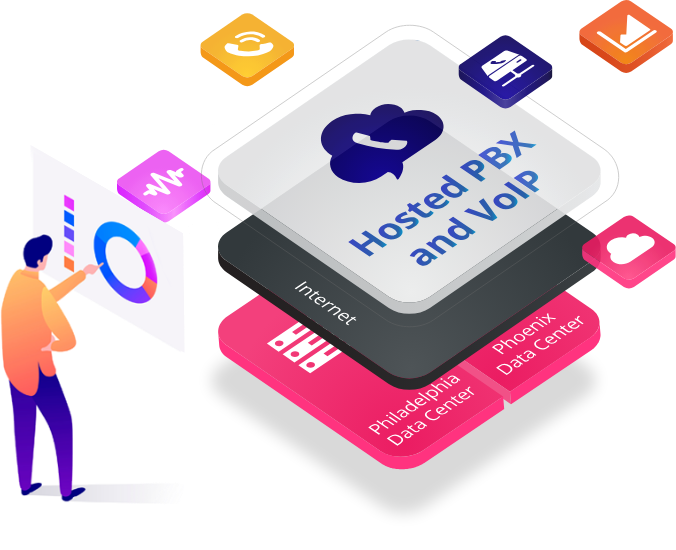 Hosted PBX
and VoIP
Internet
Phoenix
Data Center
Philadelphia
Data Center